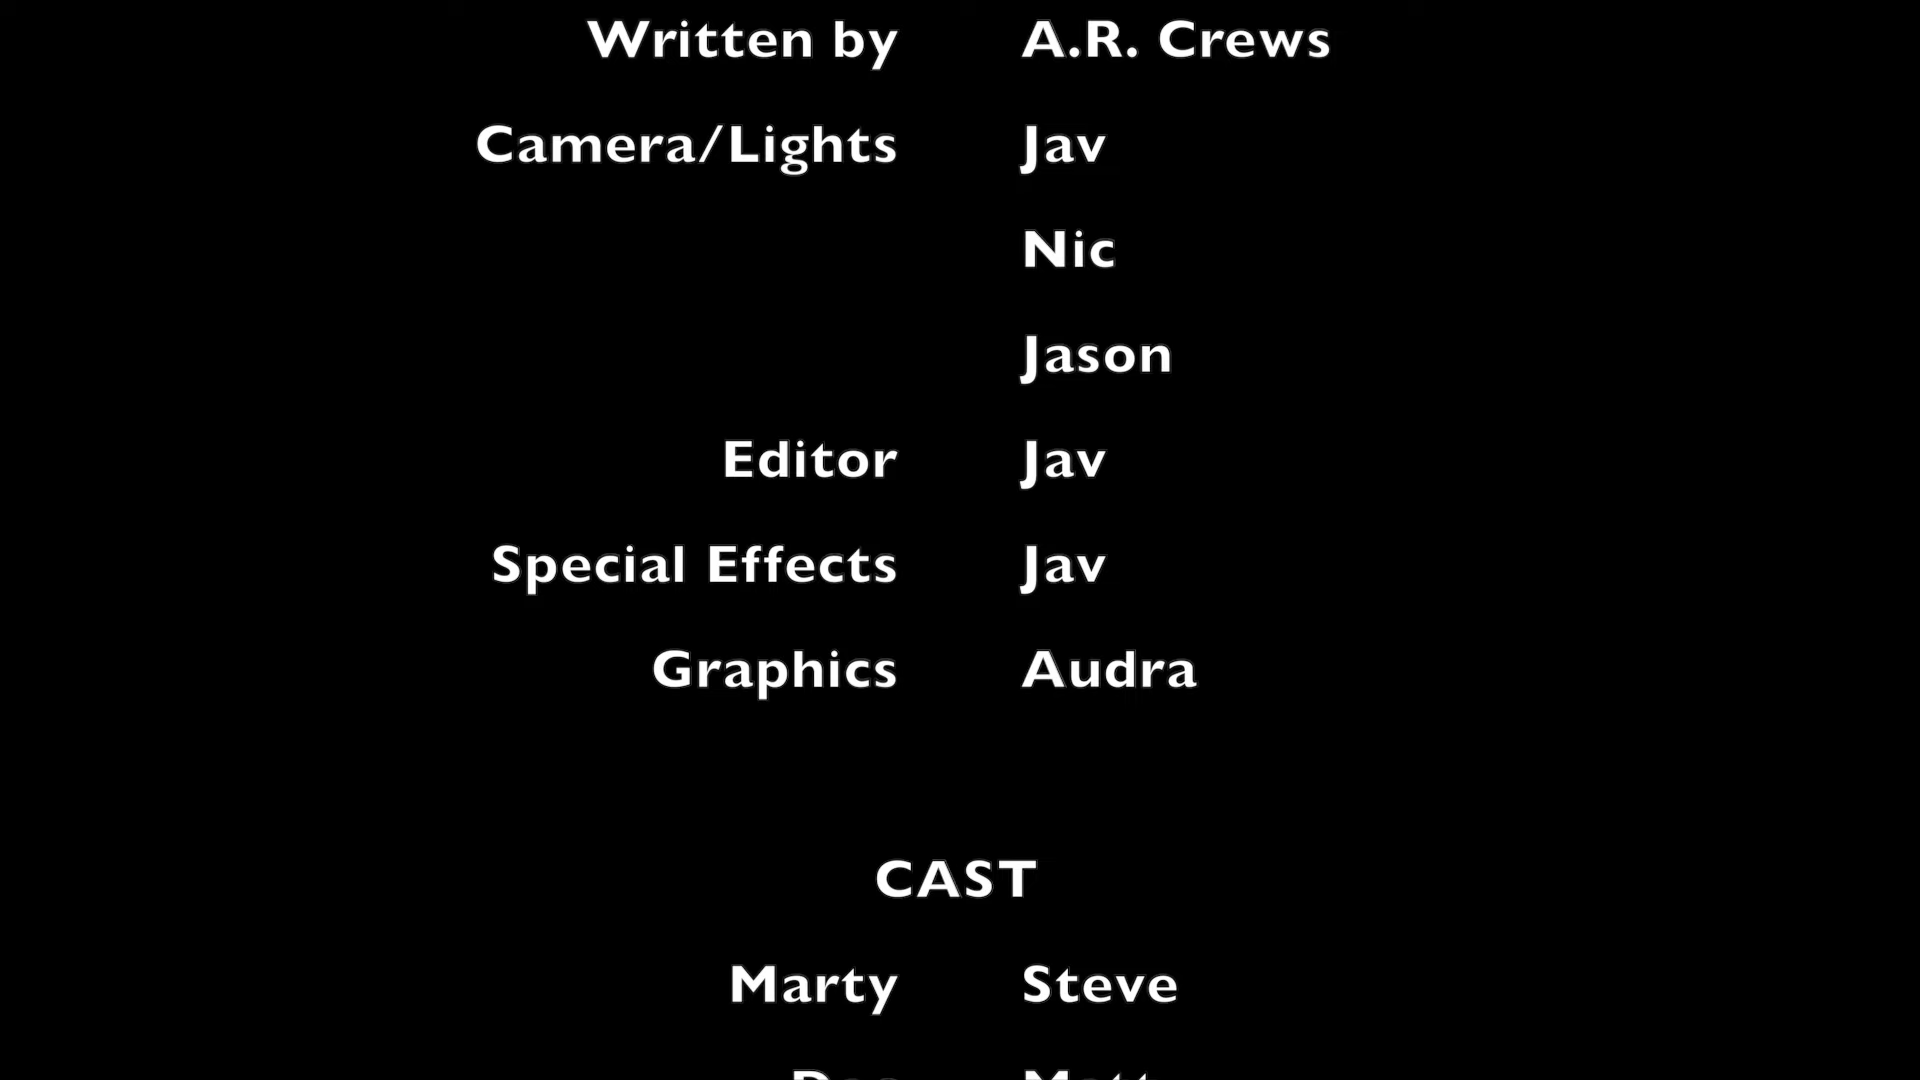 Written by A.R. Crews
Camera/Lights Jav
Nic
Jason
Editor Jav
Special Effects Jav
Graphics Audra
CAST
Marty Steve